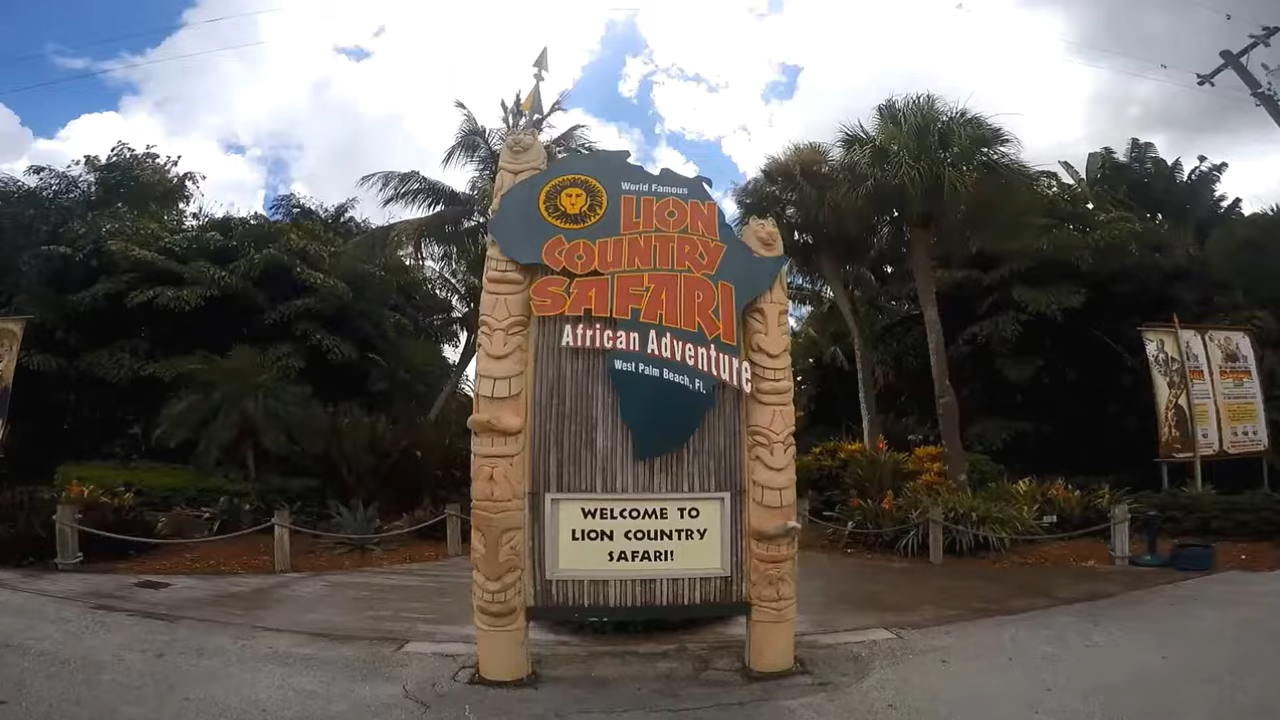 World Famous
LION
COUNTRY
SAFARI
African Adventure
West Palm Beach, Fl.
WELCOME TO
LION COUNTRY
SAFARI!